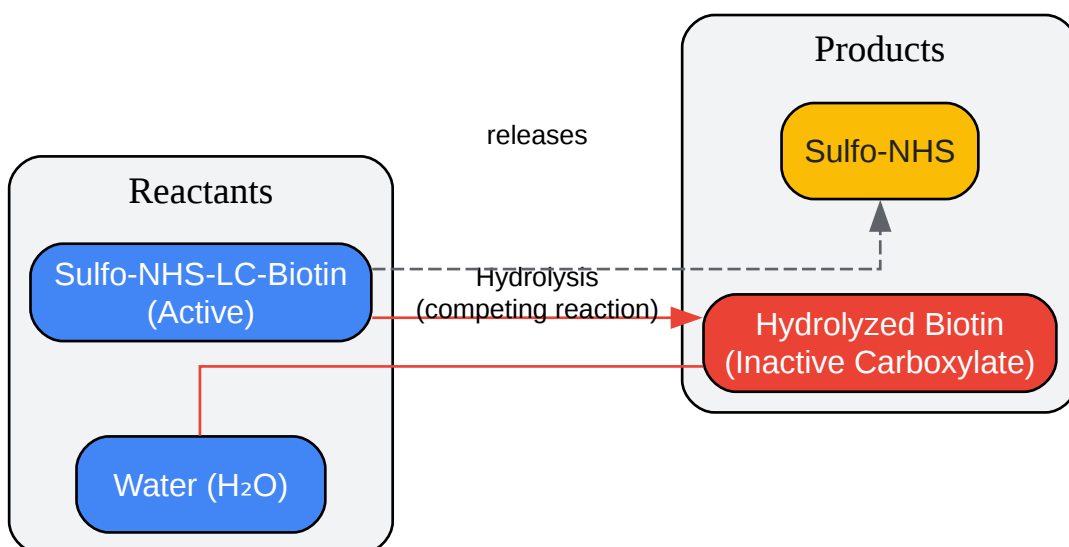 Products
releases
Sulfo-NHS
Reactants
Sulfo-NHS-LC-Biotin
(Active)
Hydrolysis
(competing reaction)
Hydrolyzed Biotin
(Inactive Carboxylate)
Water (H₂O)